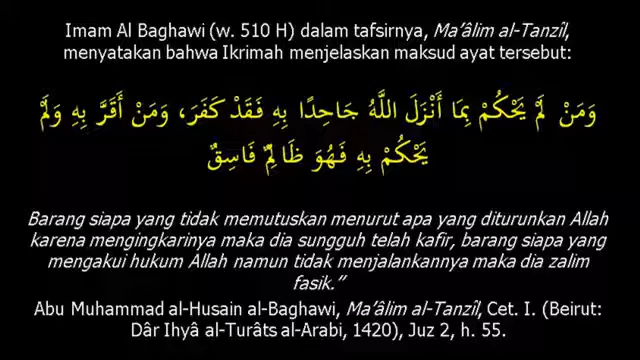 Imam Al Baghawi (w. 510 H) dalam tafsirnya, Ma’âlim al-Tanzîl,
menyatakan bahwa Ikrimah menjelaskan maksud ayat tersebut:
وَمَنْ لَمْ يَحْكُمْ بِمَا أَنْزَلَ اللَّهُ جَاحِدًا بِهِ فَقَدْ كَفَرَ، وَمَنْ أَقَرَّ بِهِ وَلَمْ
يَحْكُمْ بِهِ فَهُوَ ظَالِمٌ فَاسِقٌ
Barang siapa yang tidak memutuskan menurut apa yang diturunkan Allah
karena mengingkarinya maka dia sungguh telah kafir, barang siapa yang
mengakui hukum Allah namun tidak menjalankannya maka dia zalim
fasik.”
Abu Muhammad al-Husain al-Baghawi, Ma’âlim al-Tanzîl, Cet. I. (Beirut:
Dâr Ihyâ al-Turâts al-Arabi, 1420), Juz 2, h. 55.